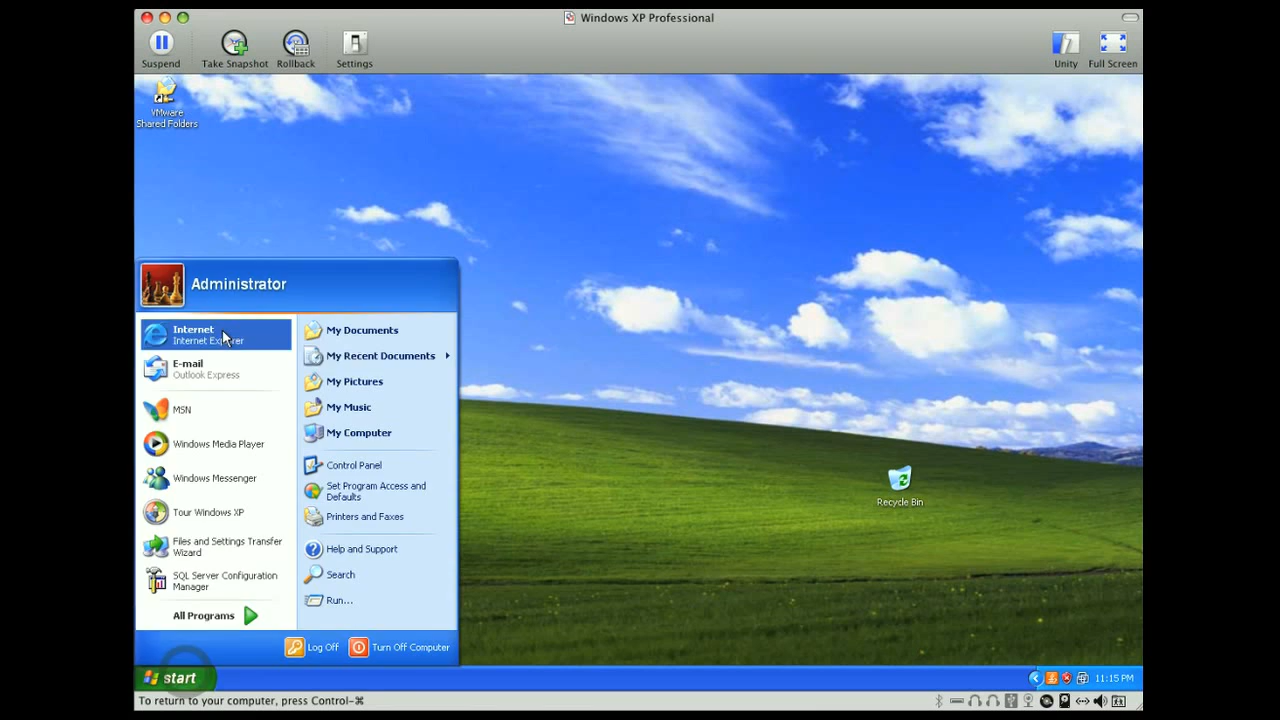 Windows XP Professional
Suspend
Take Snapshot
Rollback
Settings
Unity
Full Screen
VMware
Shared Folders
Administrator
Internet
Internet Explorer
E-mail
Outlook Express
MSN
Windows Media Player
Windows Messenger
Tour Windows XP
Files and Settings Transfer
Wizard
SQL Server Configuration
Manager
All Programs
My Documents
My Recent Documents
My Pictures
My Music
My Computer
Control Panel
Set Program Access and
Defaults
Printers and Faxes
Help and Support
Search
Run...
Log Off
Turn Off Computer
Recycle Bin
start
11:15 PM
To return to your computer, press Control-⌘